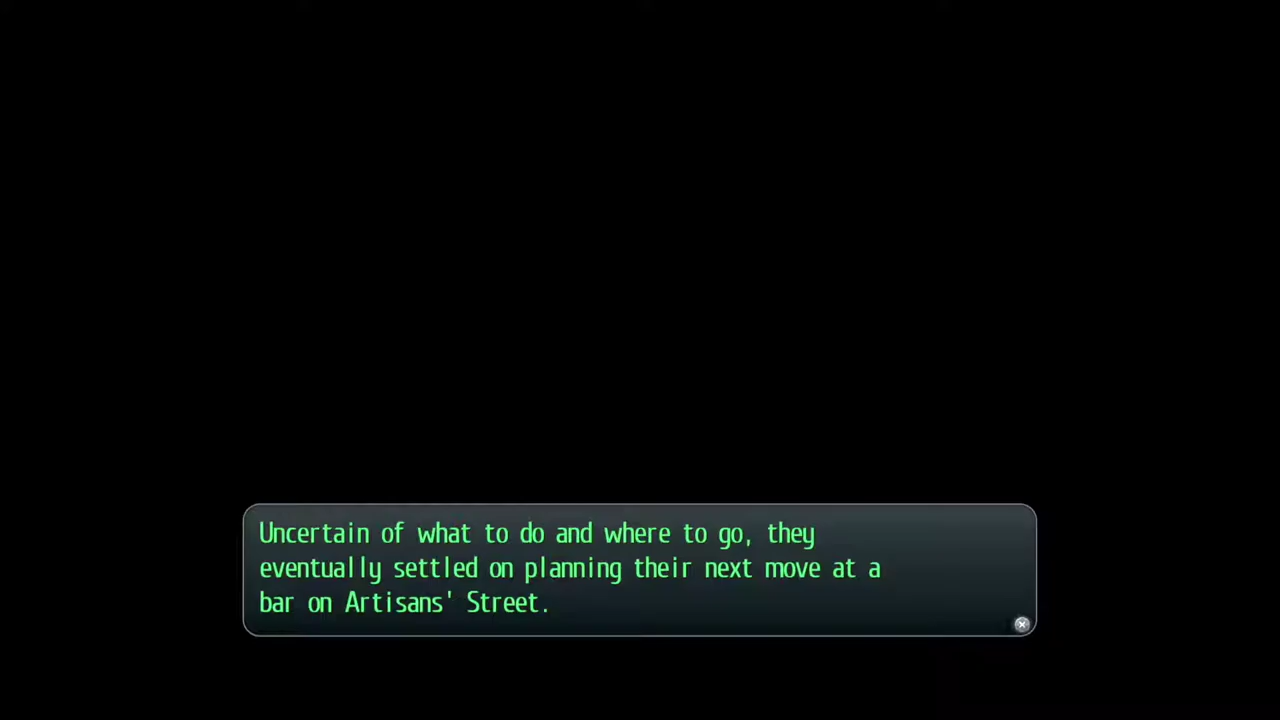 Uncertain of what to do and where to go, they
eventually settled on planning their next move at a
bar on Artisans' Street.